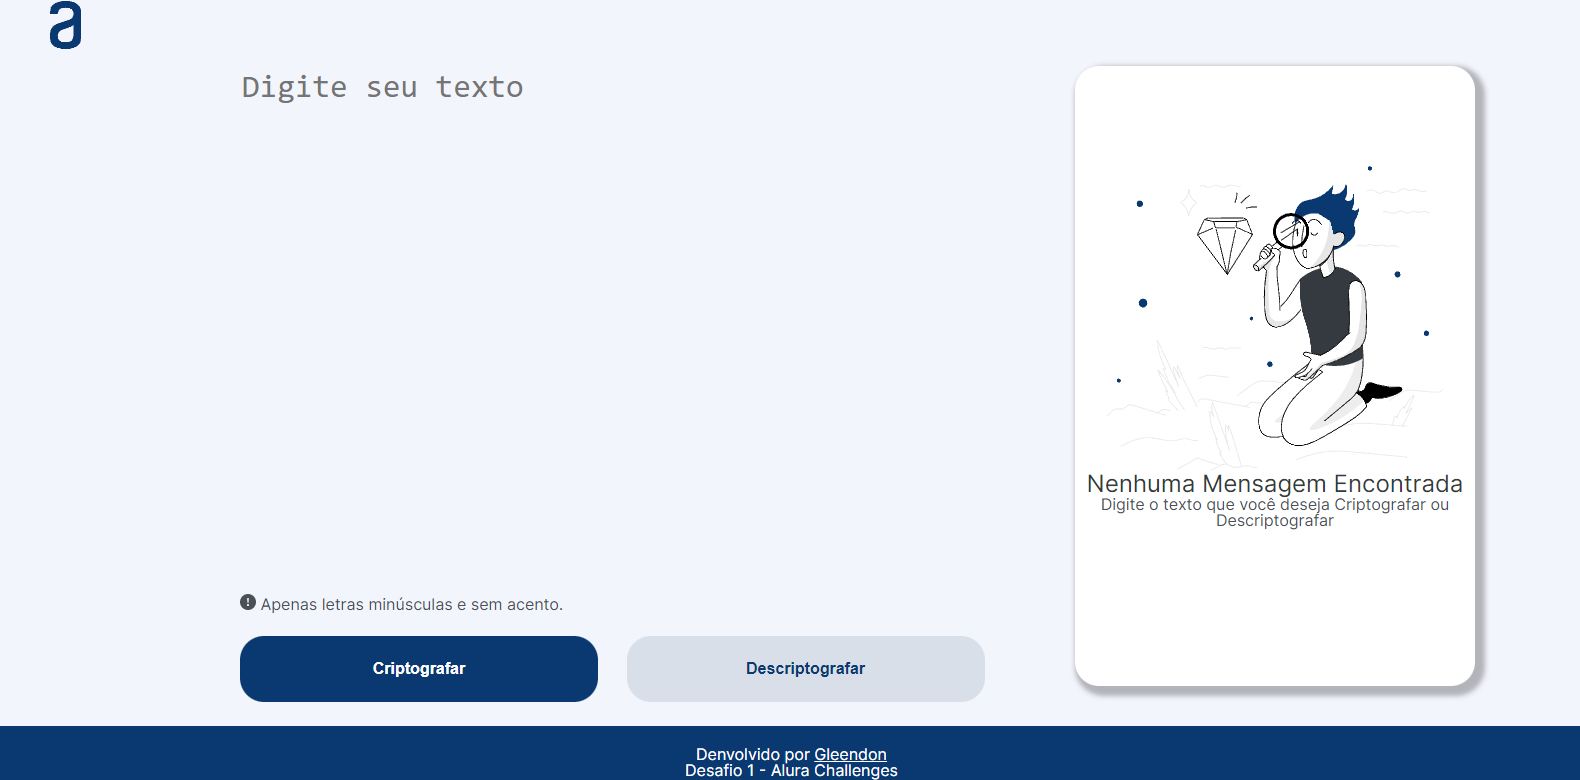 a
Digite seu texto
Nenhuma Mensagem Encontrada
Digite o texto que você deseja Criptografar ou
Descriptografar
Apenas letras minúsculas e sem acento.
Criptografar
Descriptografar
Denvolvido por Gleendon
Desafio 1 - Alura Challenges